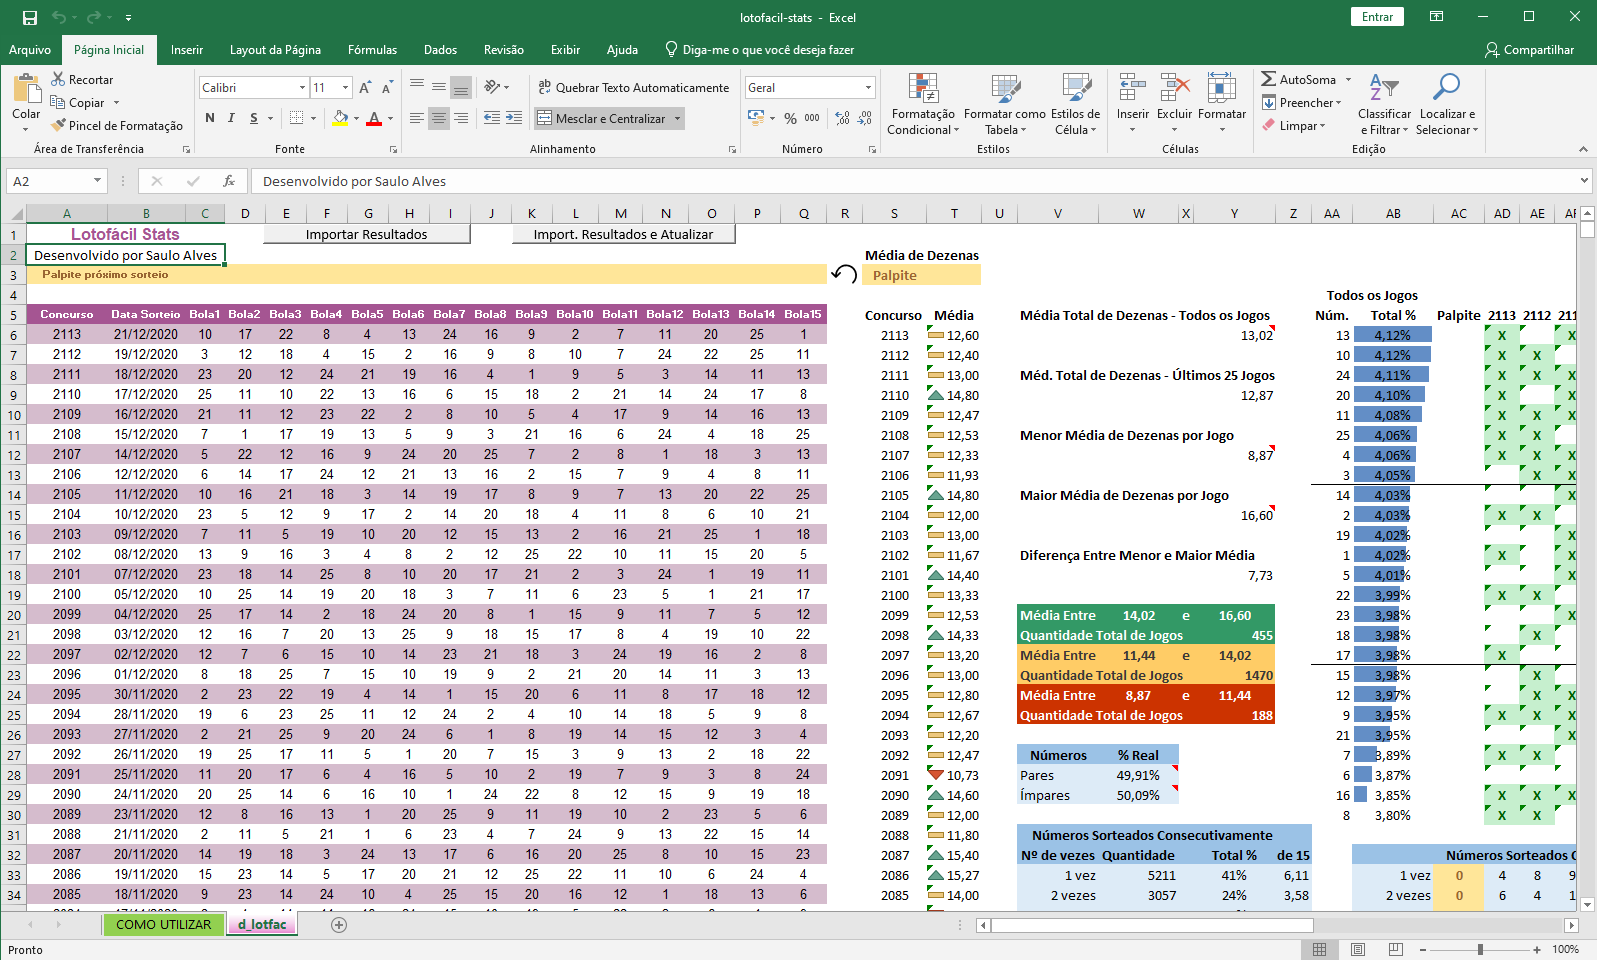 lotofacil-stats - Excel
Entrar
Arquivo Página Inicial Inserir Layout da Página Fórmulas Dados Revisão Exibir Ajuda Diga-me o que você deseja fazer Compartilhar
Colar
Recortar
Copiar
Pincel de Formatação
Área de Transferência
Calibri 11
N I S
Fonte
Quebrar Texto Automaticamente
Mesclar e Centralizar
Alinhamento
Geral
% 000
Número
Formatação Condicional
Formatar como Tabela
Estilos de Célula
Estilos
Inserir Excluir Formatar
Células
AutoSoma
Preencher
Limpar
Classificar e Filtrar
Localizar e Selecionar
Edição
A2 fx Desenvolvido por Saulo Alves
A B C D E F G H I J K L M N O P Q R S T U V W X Y Z AA AB AC AD AE AF
1 Lotofácil Stats Importar Resultados Import. Resultados e Atualizar
2 Desenvolvido por Saulo Alves Média de Dezenas
3 Palpite próximo sorteio Palpite
4 Todos os Jogos
5 Concurso Data Sorteio Bola1 Bola2 Bola3 Bola4 Bola5 Bola6 Bola7 Bola8 Bola9 Bola10 Bola11 Bola12 Bola13 Bola14 Bola15 Concurso Média Média Total de Dezenas - Todos os Jogos Núm. Total % Palpite 2113 2112 211
6 2113 21/12/2020 10 17 22 8 4 13 24 16 9 2 7 11 20 25 1 2113 12,60 13,02 13 4,12% X X
7 2112 19/12/2020 3 12 18 4 15 2 16 9 8 10 7 24 22 25 11 2112 12,40 10 4,12% X X
8 2111 18/12/2020 23 20 12 24 21 19 16 4 1 9 5 3 14 11 13 2111 13,00 Méd. Total de Dezenas - Últimos 25 Jogos 24 4,11% X X X
9 2110 17/12/2020 25 11 10 22 13 16 6 15 18 2 21 14 24 17 8 2110 14,80 12,87 20 4,10% X X
10 2109 16/12/2020 21 11 12 23 22 2 8 10 5 4 17 9 14 16 13 2109 12,47 11 4,08% X X X
11 2108 15/12/2020 7 1 17 19 13 5 9 3 21 16 6 24 4 18 25 2108 12,53 Menor Média de Dezenas por Jogo 25 4,06% X X
12 2107 14/12/2020 5 22 12 16 9 24 20 25 7 2 8 1 18 3 13 2107 12,33 8,87 4 4,06% X X X
13 2106 12/12/2020 6 14 17 24 12 21 13 16 2 15 7 9 4 8 11 2106 11,93 3 4,05% X X
14 2105 11/12/2020 10 16 21 18 3 14 19 17 8 9 7 13 20 22 25 2105 14,80 Maior Média de Dezenas por Jogo 14 4,03% X
15 2104 10/12/2020 23 5 12 9 17 2 14 20 18 4 11 8 6 10 21 2104 12,00 16,60 2 4,03% X X
16 2103 09/12/2020 7 11 5 19 10 20 12 15 13 2 16 21 25 1 18 2103 13,00 19 4,02% X
17 2102 08/12/2020 13 9 16 3 4 8 2 12 25 22 10 11 15 20 5 2102 11,67 Diferença Entre Menor e Maior Média 1 4,02% X X
18 2101 07/12/2020 23 18 14 25 8 10 20 17 21 2 3 24 1 19 11 2101 14,40 7,73 5 4,01% X
19 2100 05/12/2020 10 25 14 19 20 18 3 7 11 6 23 5 1 21 17 2100 13,33 22 3,99% X X
20 2099 04/12/2020 25 17 14 2 18 24 20 8 1 15 9 11 7 5 12 2099 12,53 Média Entre 14,02 e 16,60 23 3,98% X
21 2098 03/12/2020 12 16 7 20 13 25 9 18 15 17 8 4 19 10 22 2098 14,33 Quantidade Total de Jogos 455 18 3,98% X
22 2097 02/12/2020 12 7 6 15 10 14 23 21 18 3 24 19 16 2 8 2097 13,20 Média Entre 11,44 e 14,02 17 3,98% X
23 2096 01/12/2020 8 18 25 7 15 10 19 9 2 21 20 14 11 3 13 2096 13,00 Quantidade Total de Jogos 1470 15 3,98% X
24 2095 30/11/2020 2 23 22 19 4 14 1 15 20 6 11 8 17 18 12 2095 12,80 Média Entre 8,87 e 11,44 12 3,97% X X
25 2094 28/11/2020 19 6 23 25 11 12 24 2 4 10 14 18 5 9 8 2094 12,67 Quantidade Total de Jogos 188 9 3,95% X X X
26 2093 27/11/2020 2 21 25 9 20 24 6 1 8 19 14 15 12 3 4 2093 12,20 21 3,95% X
27 2092 26/11/2020 19 25 17 11 5 1 20 7 15 3 9 13 2 18 22 2092 12,47 Números % Real 7 3,89% X X
28 2091 25/11/2020 11 20 17 6 4 16 5 10 2 19 7 9 3 8 24 2091 10,73 Pares 49,91% 6 3,87%
29 2090 24/11/2020 20 25 14 6 16 10 1 24 22 8 12 15 9 19 18 2090 14,60 Ímpares 50,09% 16 3,85% X X X
30 2089 23/11/2020 12 8 16 13 1 20 25 9 11 19 10 2 23 5 6 2089 12,00 8 3,80% X X
31 2088 21/11/2020 2 11 5 21 1 6 23 4 7 24 9 13 22 15 14 2088 11,80 Números Sorteados Consecutivamente
32 2087 20/11/2020 14 19 18 3 24 13 17 6 16 20 25 8 10 15 23 2087 15,40 Nº de vezes Quantidade Total % de 15 Números Sorteados C
33 2086 19/11/2020 15 23 14 5 17 20 21 12 25 22 11 10 6 24 4 2086 15,27 1 vez 5211 41% 6,11 1 vez 0 4 8 9
34 2085 18/11/2020 9 23 14 24 10 4 25 15 20 16 12 1 18 13 6 2085 14,00 2 vezes 3057 24% 3,58 2 vezes 0 6 4 1
COMO UTILIZAR d_lotfac
Pronto 100%